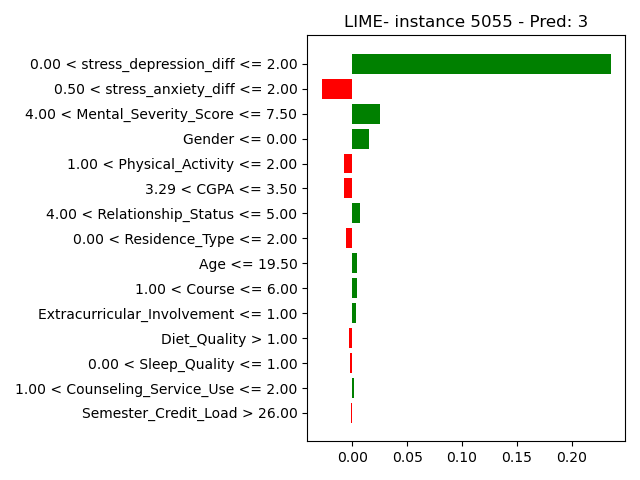 LIME- instance 5055 - Pred: 3
0.00 < stress_depression_diff <= 2.00
0.50 < stress_anxiety_diff <= 2.00
4.00 < Mental_Severity_Score <= 7.50
Gender <= 0.00
1.00 < Physical_Activity <= 2.00
3.29 < CGPA <= 3.50
4.00 < Relationship_Status <= 5.00
0.00 < Residence_Type <= 2.00
Age <= 19.50
1.00 < Course <= 6.00
Extracurricular_Involvement <= 1.00
Diet_Quality > 1.00
0.00 < Sleep_Quality <= 1.00
1.00 < Counseling_Service_Use <= 2.00
Semester_Credit_Load > 26.00
0.00 0.05 0.10 0.15 0.20